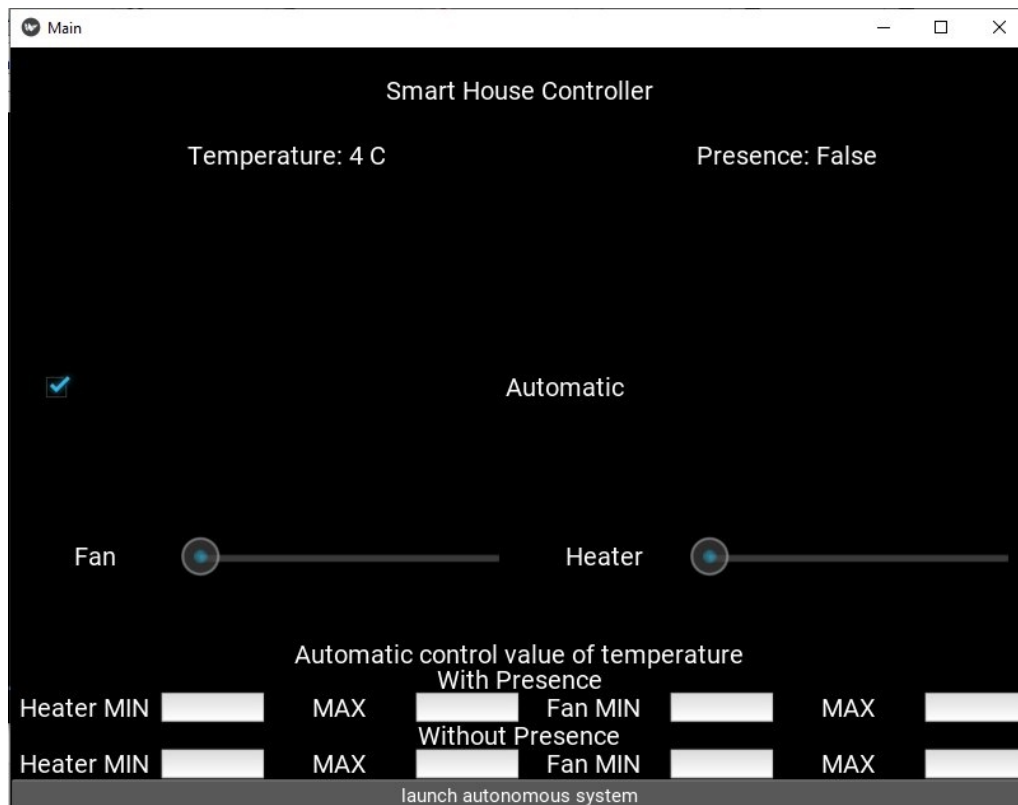 Main
Smart House Controller
Temperature: 4 C Presence: False
Automatic
Fan Heater
Automatic control value of temperature
With Presence
Heater MIN MAX Fan MIN MAX
Without Presence
Heater MIN MAX Fan MIN MAX
launch autonomous system